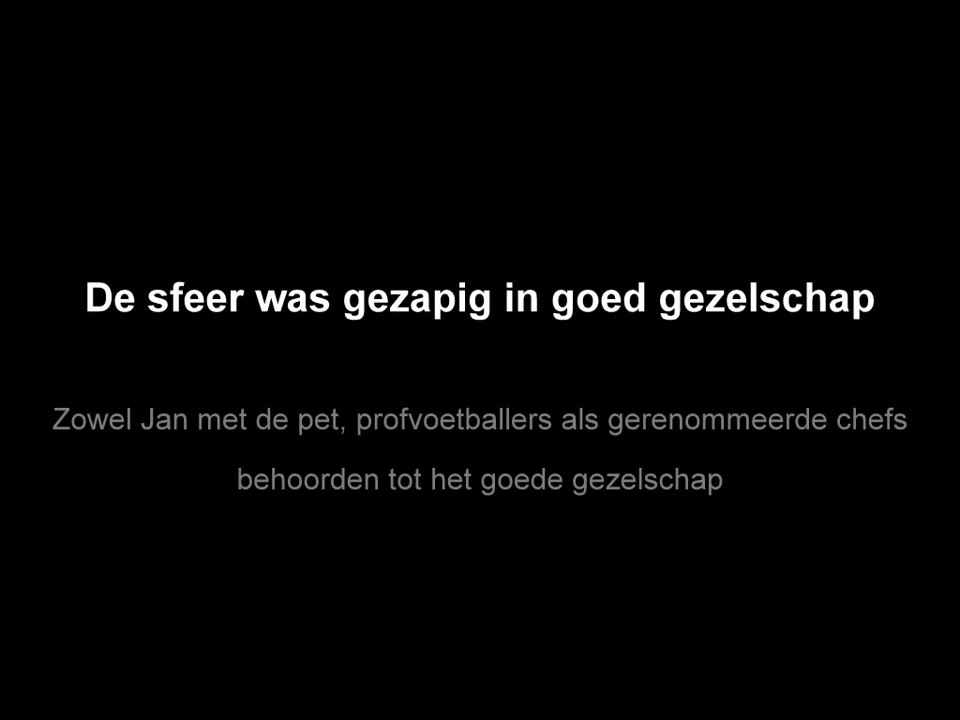 De sfeer was gezapig in goed gezelschap
Zowel Jan met de pet, profvoetballers als gerenommeerde chefs
behoorden tot het goede gezelschap